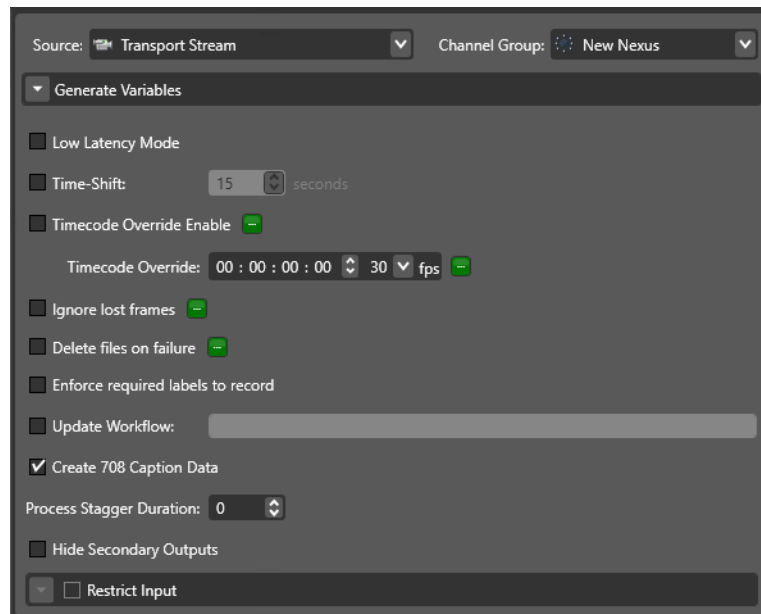 Source: Transport Stream Channel Group: New Nexus
Generate Variables
Low Latency Mode
Time-Shift: 15 seconds
Timecode Override Enable
Timecode Override: 00 : 00 : 00 : 00 30 fps
Ignore lost frames
Delete files on failure
Enforce required labels to record
Update Workflow:
Create 708 Caption Data
Process Stagger Duration: 0
Hide Secondary Outputs
Restrict Input